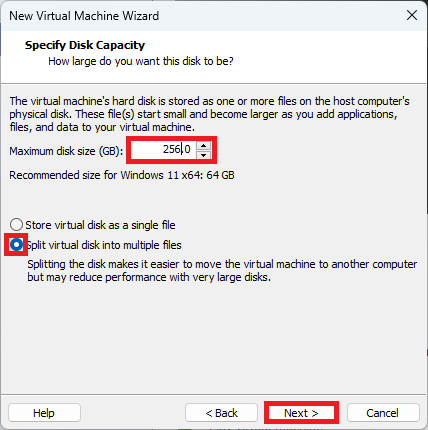 New Virtual Machine Wizard
Specify Disk Capacity
How large do you want this disk to be?
The virtual machine's hard disk is stored as one or more files on the host computer's
physical disk. These file(s) start small and become larger as you add applications,
files, and data to your virtual machine.
Maximum disk size (GB): 256.0
Recommended size for Windows 11 x64: 64 GB
Store virtual disk as a single file
Split virtual disk into multiple files
Splitting the disk makes it easier to move the virtual machine to another computer
but may reduce performance with very large disks.
Help < Back Next > Cancel